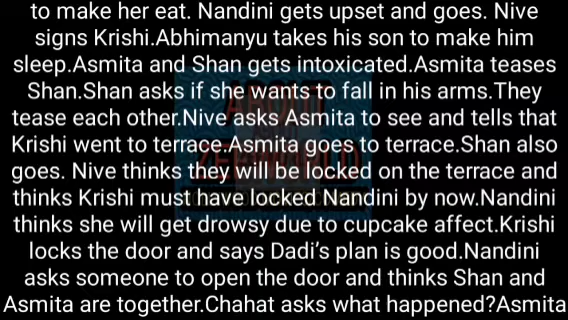 to make her eat. Nandini gets upset and goes. Nive
signs Krishi.Abhimanyu takes his son to make him
sleep.Asmita and Shan gets intoxicated.Asmita teases
Shan.Shan asks if she wants to fall in his arms.They
tease each other.Nive asks Asmita to see and tells that
Krishi went to terrace.Asmita goes to terrace.Shan also
goes. Nive thinks they will be locked on the terrace and
thinks Krishi must have locked Nandini by now.Nandini
thinks she will get drowsy due to cupcake affect.Krishi
locks the door and says Dadi’s plan is good.Nandini
asks someone to open the door and thinks Shan and
Asmita are together.Chahat asks what happened?Asmita
ABOUT
ZEEWORLD